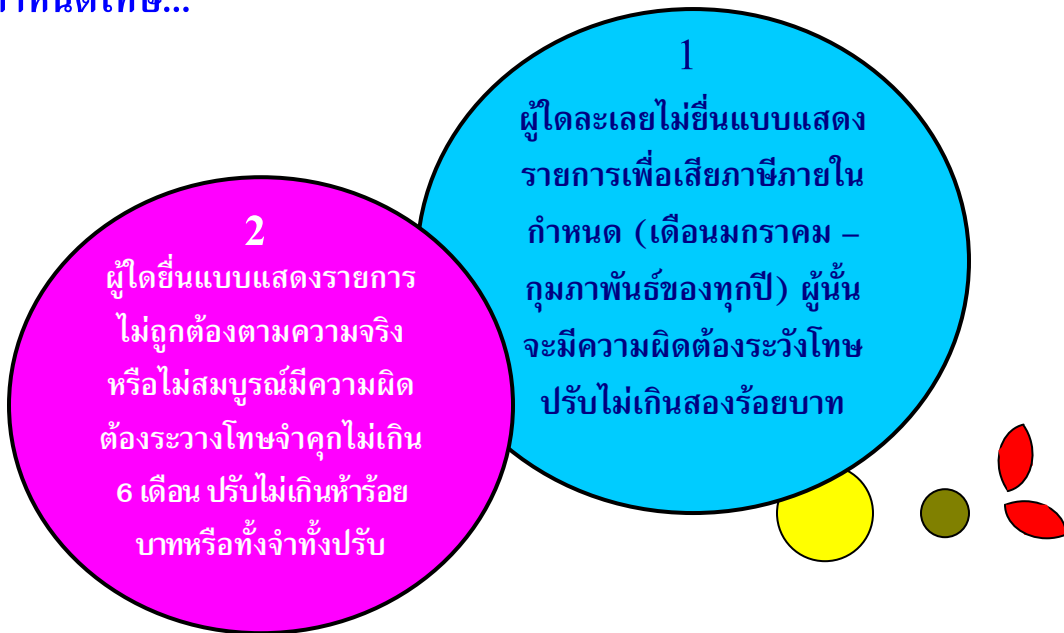 กำหนดโทษ...
1
ผู้ใดละเลยไม่ยื่นแบบแสดง
รายการเพื่อเสียภาษีภายใน
กำหนด (เดือนมกราคม –
กุมภาพันธ์ของทุกปี) ผู้นั้น
จะมีความผิดต้องระวังโทษ
ปรับไม่เกินสองร้อยบาท
2
ผู้ใดยื่นแบบแสดงรายการ
ไม่ถูกต้องตามความจริง
หรือไม่สมบูรณ์มีความผิด
ต้องระวางโทษจำคุกไม่เกิน
6 เดือน ปรับไม่เกินห้าร้อย
บาทหรือทั้งจำทั้งปรับ